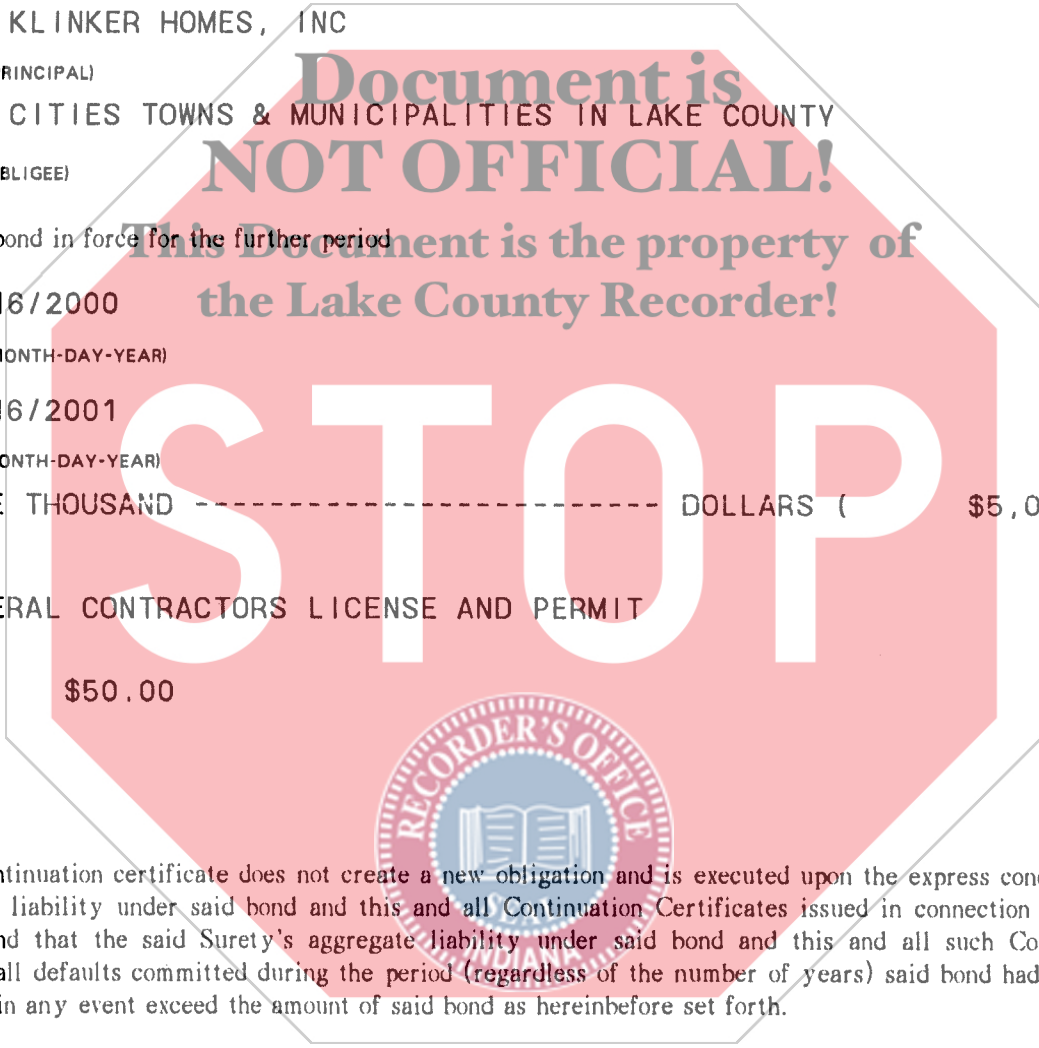 KLINKER HOMES, INC
RINCIPAL)
Document is
CITIES TOWNS & MUNICIPALITIES IN LAKE COUNTY
NOT OFFICIAL!
BLIGEE)
ond in force for the further period
This Document is the property of
the Lake County Recorder!
16/2000
ONTH-DAY-YEAR)
16/2001
ONTH-DAY-YEAR)
STOP
E THOUSAND -------------------------- DOLLARS ( $5,0
ERAL CONTRACTORS LICENSE AND PERMIT
$50.00
RECORDER'S OFFICE
SEAL
INDIANA
ntinuation certificate does not create a new obligation and is executed upon the express con
liability under said bond and this and all Continuation Certificates issued in connection
nd that the said Surety's aggregate liability under said bond and this and all such Co
all defaults committed during the period (regardless of the number of years) said bond had
in any event exceed the amount of said bond as hereinbefore set forth.